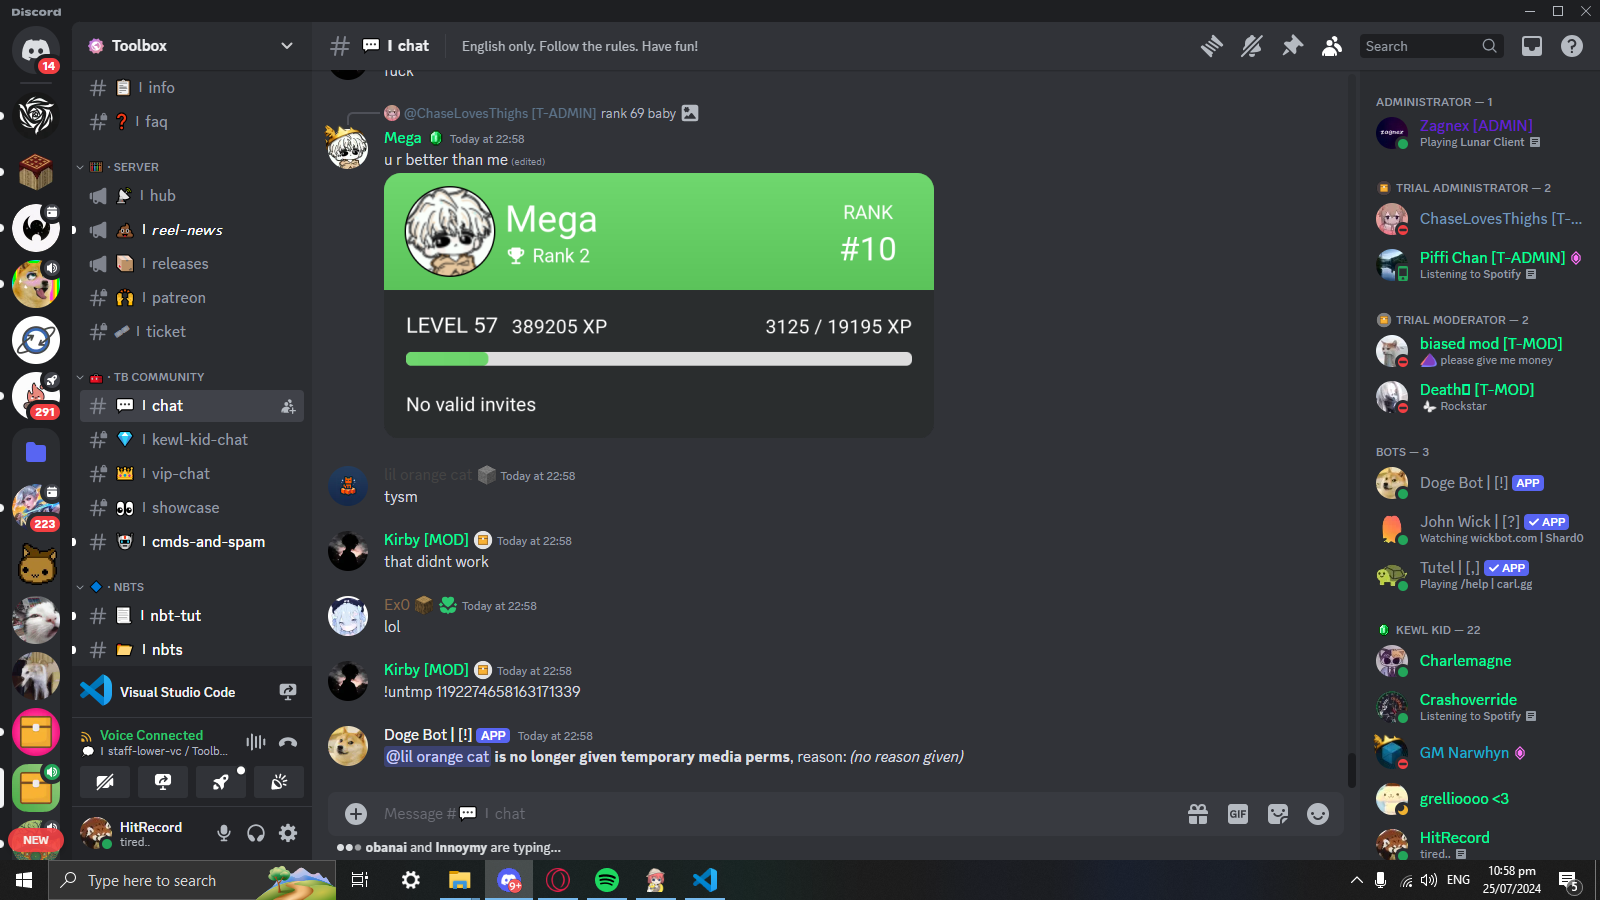 Discord
14
Toolbox
I info
I faq
· SERVER
I hub
I reel-news
I releases
I patreon
I ticket
· TB COMMUNITY
I chat
I kewl-kid-chat
I vip-chat
I showcase
I cmds-and-spam
· NBTS
I nbt-tut
I nbts
291
223
NEW
Visual Studio Code
Voice Connected
I staff-lower-vc / Toolb...
HitRecord
tired..
I chat
English only. Follow the rules. Have fun!
Search
fuck
@ChaseLovesThighs [T-ADMIN] rank 69 baby
Mega Today at 22:58
u r better than me (edited)
Mega
Rank 2
RANK
#10
LEVEL 57 389205 XP 3125 / 19195 XP
No valid invites
lil orange cat Today at 22:58
tysm
Kirby [MOD] Today at 22:58
that didnt work
Ex0 Today at 22:58
lol
Kirby [MOD] Today at 22:58
!untmp 1192274658163171339
Doge Bot | [!] APP Today at 22:58
@lil orange cat is no longer given temporary media perms, reason: (no reason given)
Message # I chat
GIF
obanai and Innoymy are typing...
ADMINISTRATOR — 1
zagnex
Zagnex [ADMIN]
Playing Lunar Client
TRIAL ADMINISTRATOR — 2
ChaseLovesThighs [T-...
Piffi Chan [T-ADMIN]
Listening to Spotify
TRIAL MODERATOR — 2
biased mod [T-MOD]
please give me money
Death▯ [T-MOD]
Rockstar
BOTS — 3
Doge Bot | [!] APP
John Wick | [?] APP
Watching wickbot.com | Shard0
Tutel | [,] APP
Playing /help | carl.gg
KEWL KID — 22
Charlemagne
Crashoverride
Listening to Spotify
GM Narwhyn
grellioooo <3
HitRecord
tired..
Type here to search
9+
ENG
10:58 pm
25/07/2024
5